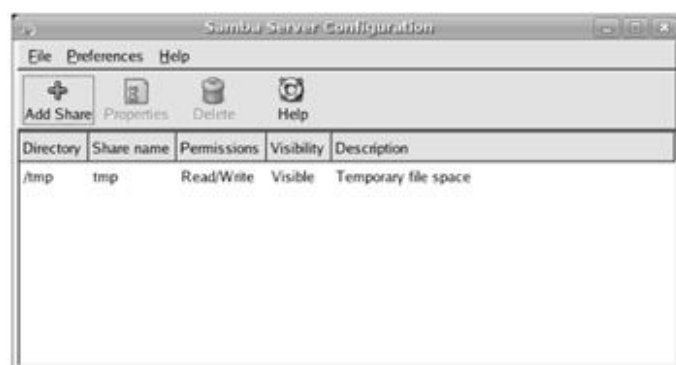 Samba Server Configuration
File Preferences Help
Add Share Properties Delete Help
Directory Share name Permissions Visibility Description
/tmp tmp Read/Write Visible Temporary file space